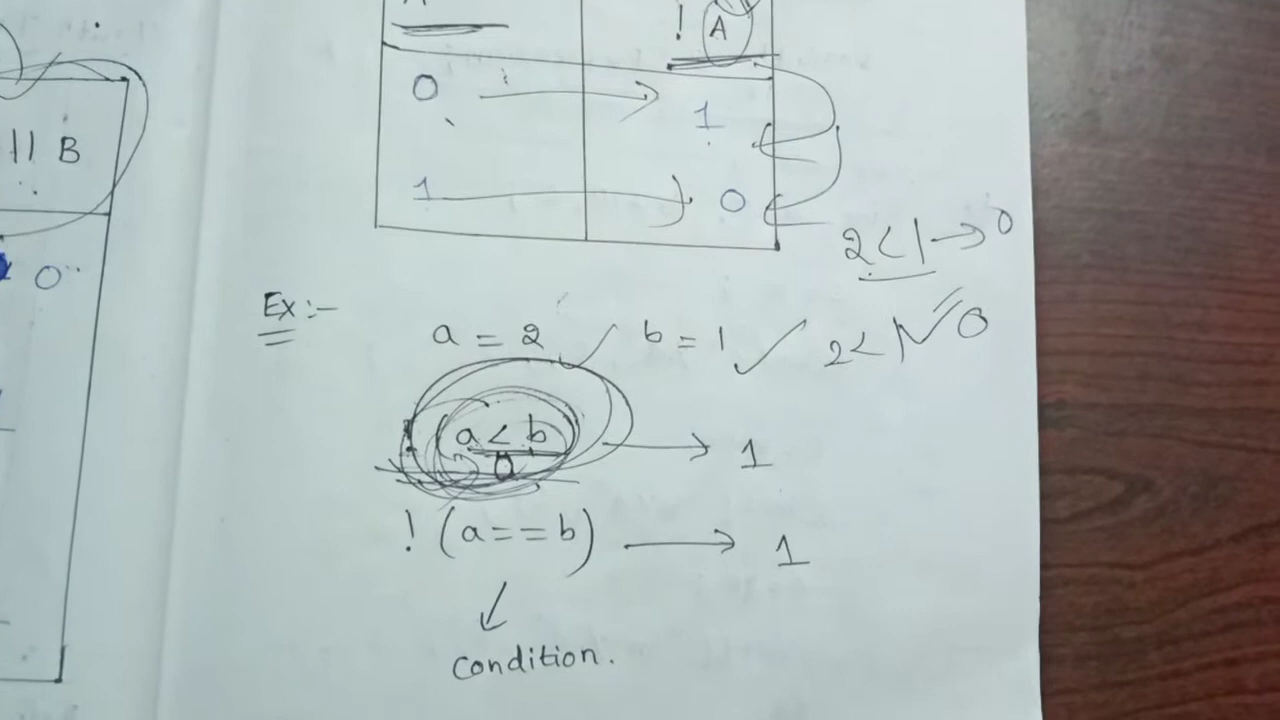 ! A
0 → 1
1 → 0
|| B
0
2 < 1 → 0
Ex :-
a = 2 b = 1 2 < 1 0
! (a < b) → 1
0
! (a == b) → 1
↓
condition.